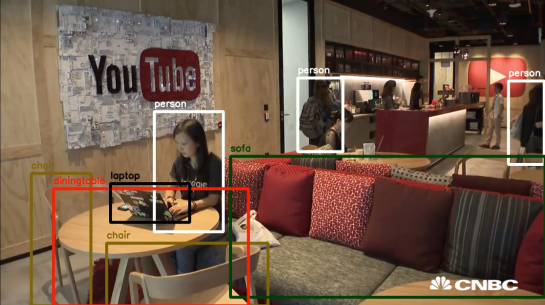 YouTube
person
person
person
sofa
chair
diningtable
laptop
chair
CNBC